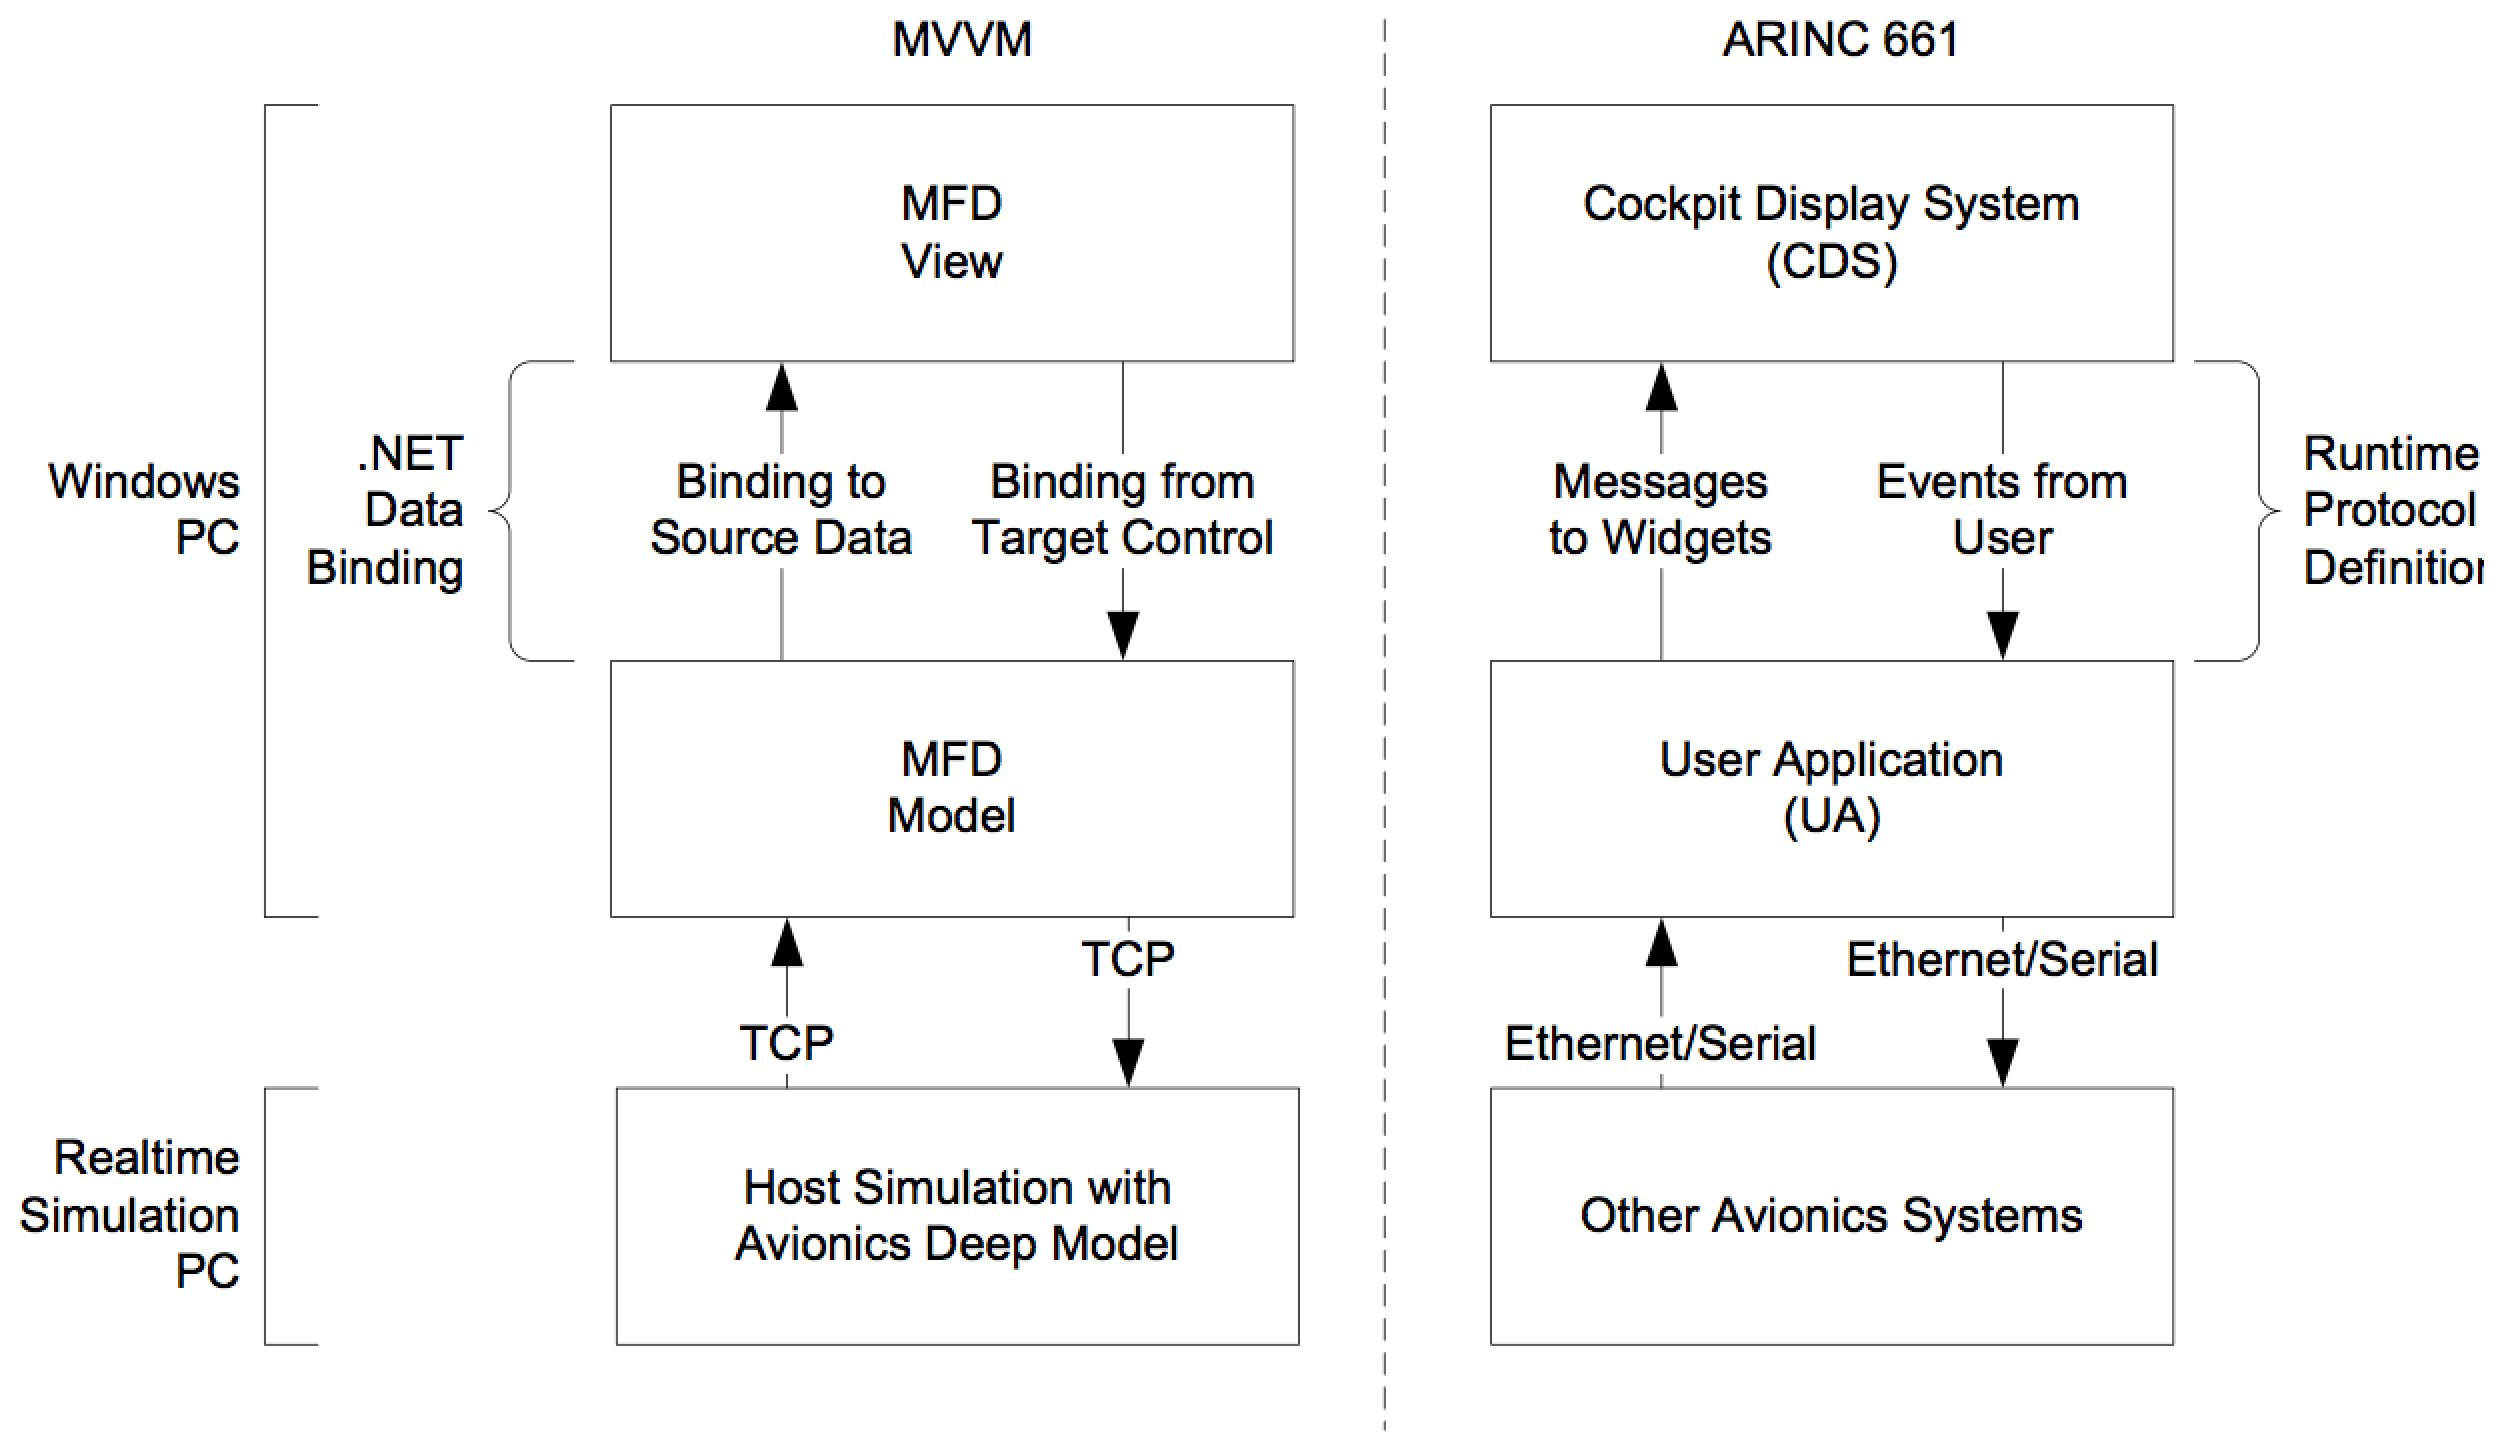 MVVM
ARINC 661
MFD
View
Cockpit Display System
(CDS)
Windows
PC
.NET
Data
Binding
Binding to
Source Data
Binding from
Target Control
Messages
to Widgets
Events from
User
Runtime
Protocol
Definition
MFD
Model
User Application
(UA)
TCP
TCP
Ethernet/Serial
Ethernet/Serial
Realtime
Simulation
PC
Host Simulation with
Avionics Deep Model
Other Avionics Systems